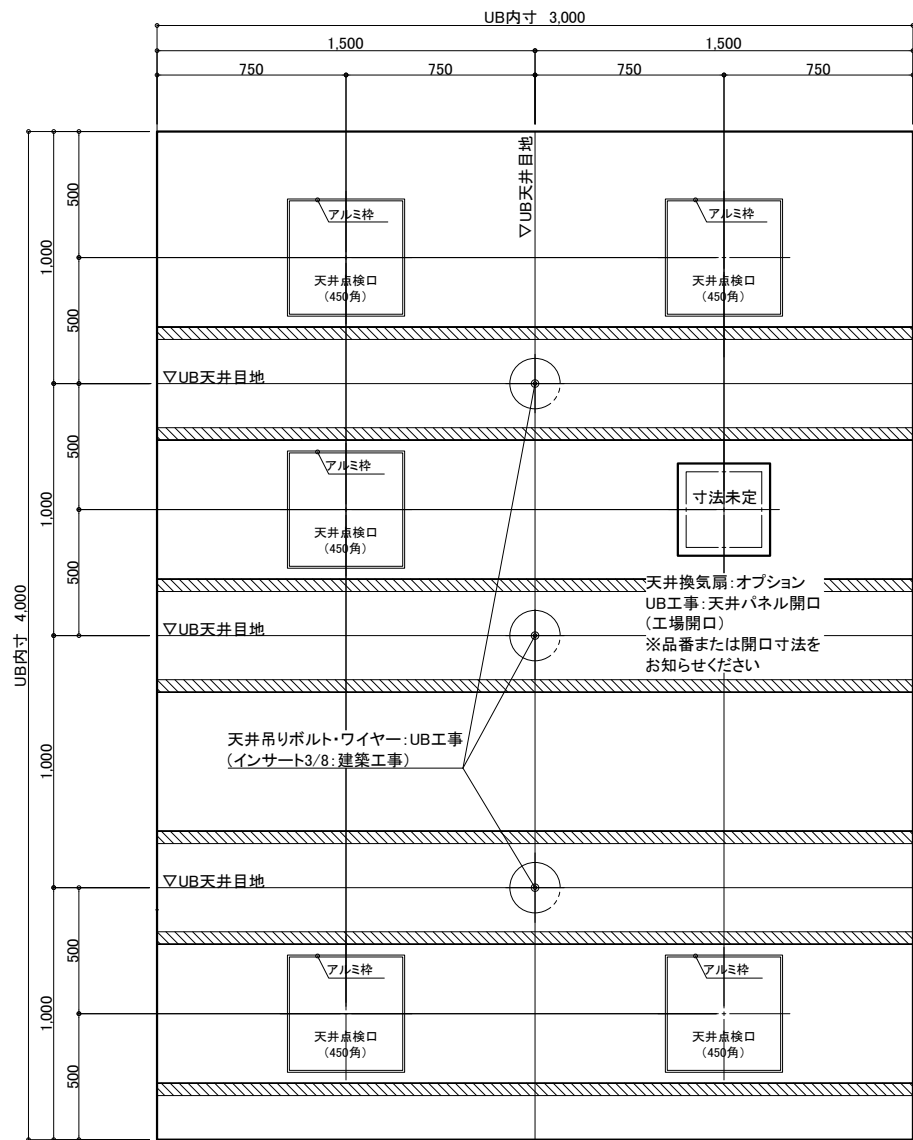 UB内寸 3,000
1,500
1,500
750
750
750
750
UB内寸 4,000
1,000
500
500
▽UB天井目地
アルミ枠
天井点検口
(450角)
アルミ枠
天井点検口
(450角)
▽UB天井目地
1,000
500
500
アルミ枠
天井点検口
(450角)
寸法未定
天井換気扇:オプション
UB工事:天井パネル開口
(工場開口)
※品番または開口寸法を
お知らせください
▽UB天井目地
1,000
天井吊りボルト・ワイヤー:UB工事
(インサート3/8:建築工事)
▽UB天井目地
1,000
500
500
アルミ枠
天井点検口
(450角)
アルミ枠
天井点検口
(450角)